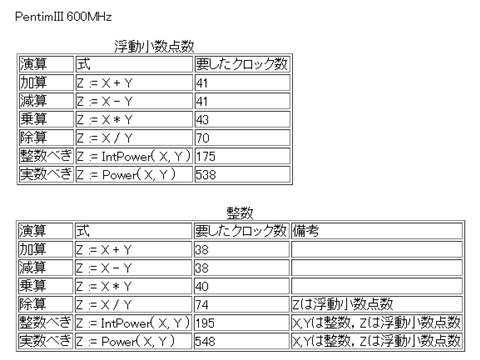 PentimIII 600MHz
浮動小数点数
演算 式 要したクロック数
加算 Z := X + Y 41
減算 Z := X - Y 41
乗算 Z := X * Y 43
除算 Z := X / Y 70
整数べき Z := IntPower( X, Y ) 175
実数べき Z := Power( X, Y ) 538
整数
演算 式 要したクロック数 備考
加算 Z := X + Y 38
減算 Z := X - Y 38
乗算 Z := X * Y 40
除算 Z := X / Y 74 Zは浮動小数点数
整数べき Z := IntPower( X, Y ) 195 X,Yは整数, Zは浮動小数点数
実数べき Z := Power( X, Y ) 548 X,Yは整数, Zは浮動小数点数